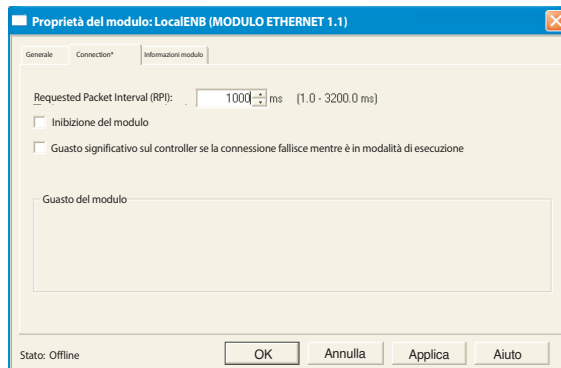 Proprietà del modulo: LocalENB (MODULO ETHERNET 1.1)
Generale Connection* Informazioni modulo
Requested Packet Interval (RPI): 1000 ms (1.0 - 3200.0 ms)
Inibizione del modulo
Guasto significativo sul controller se la connessione fallisce mentre è in modalità di esecuzione
Guasto del modulo
Stato: Offline OK Annulla Applica Aiuto